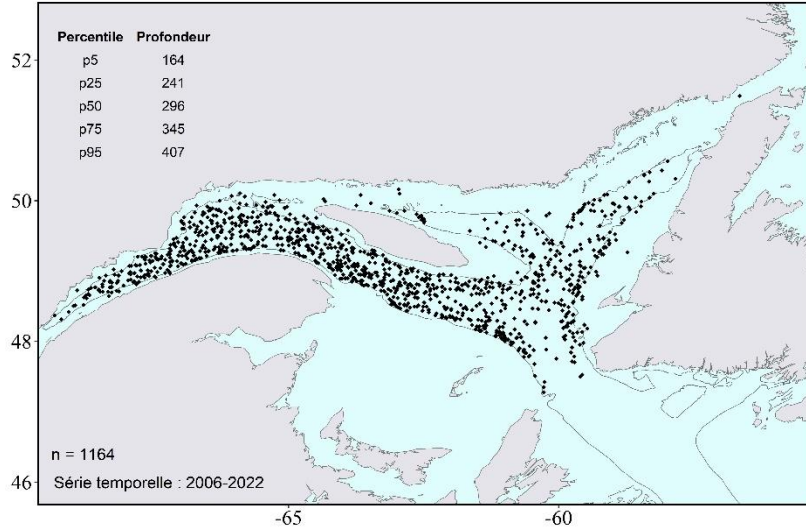 Percentile Profondeur
p5 164
p25 241
p50 296
p75 345
p95 407
52
50
48
46
n = 1164
Série temporelle : 2006-2022
-65 -60